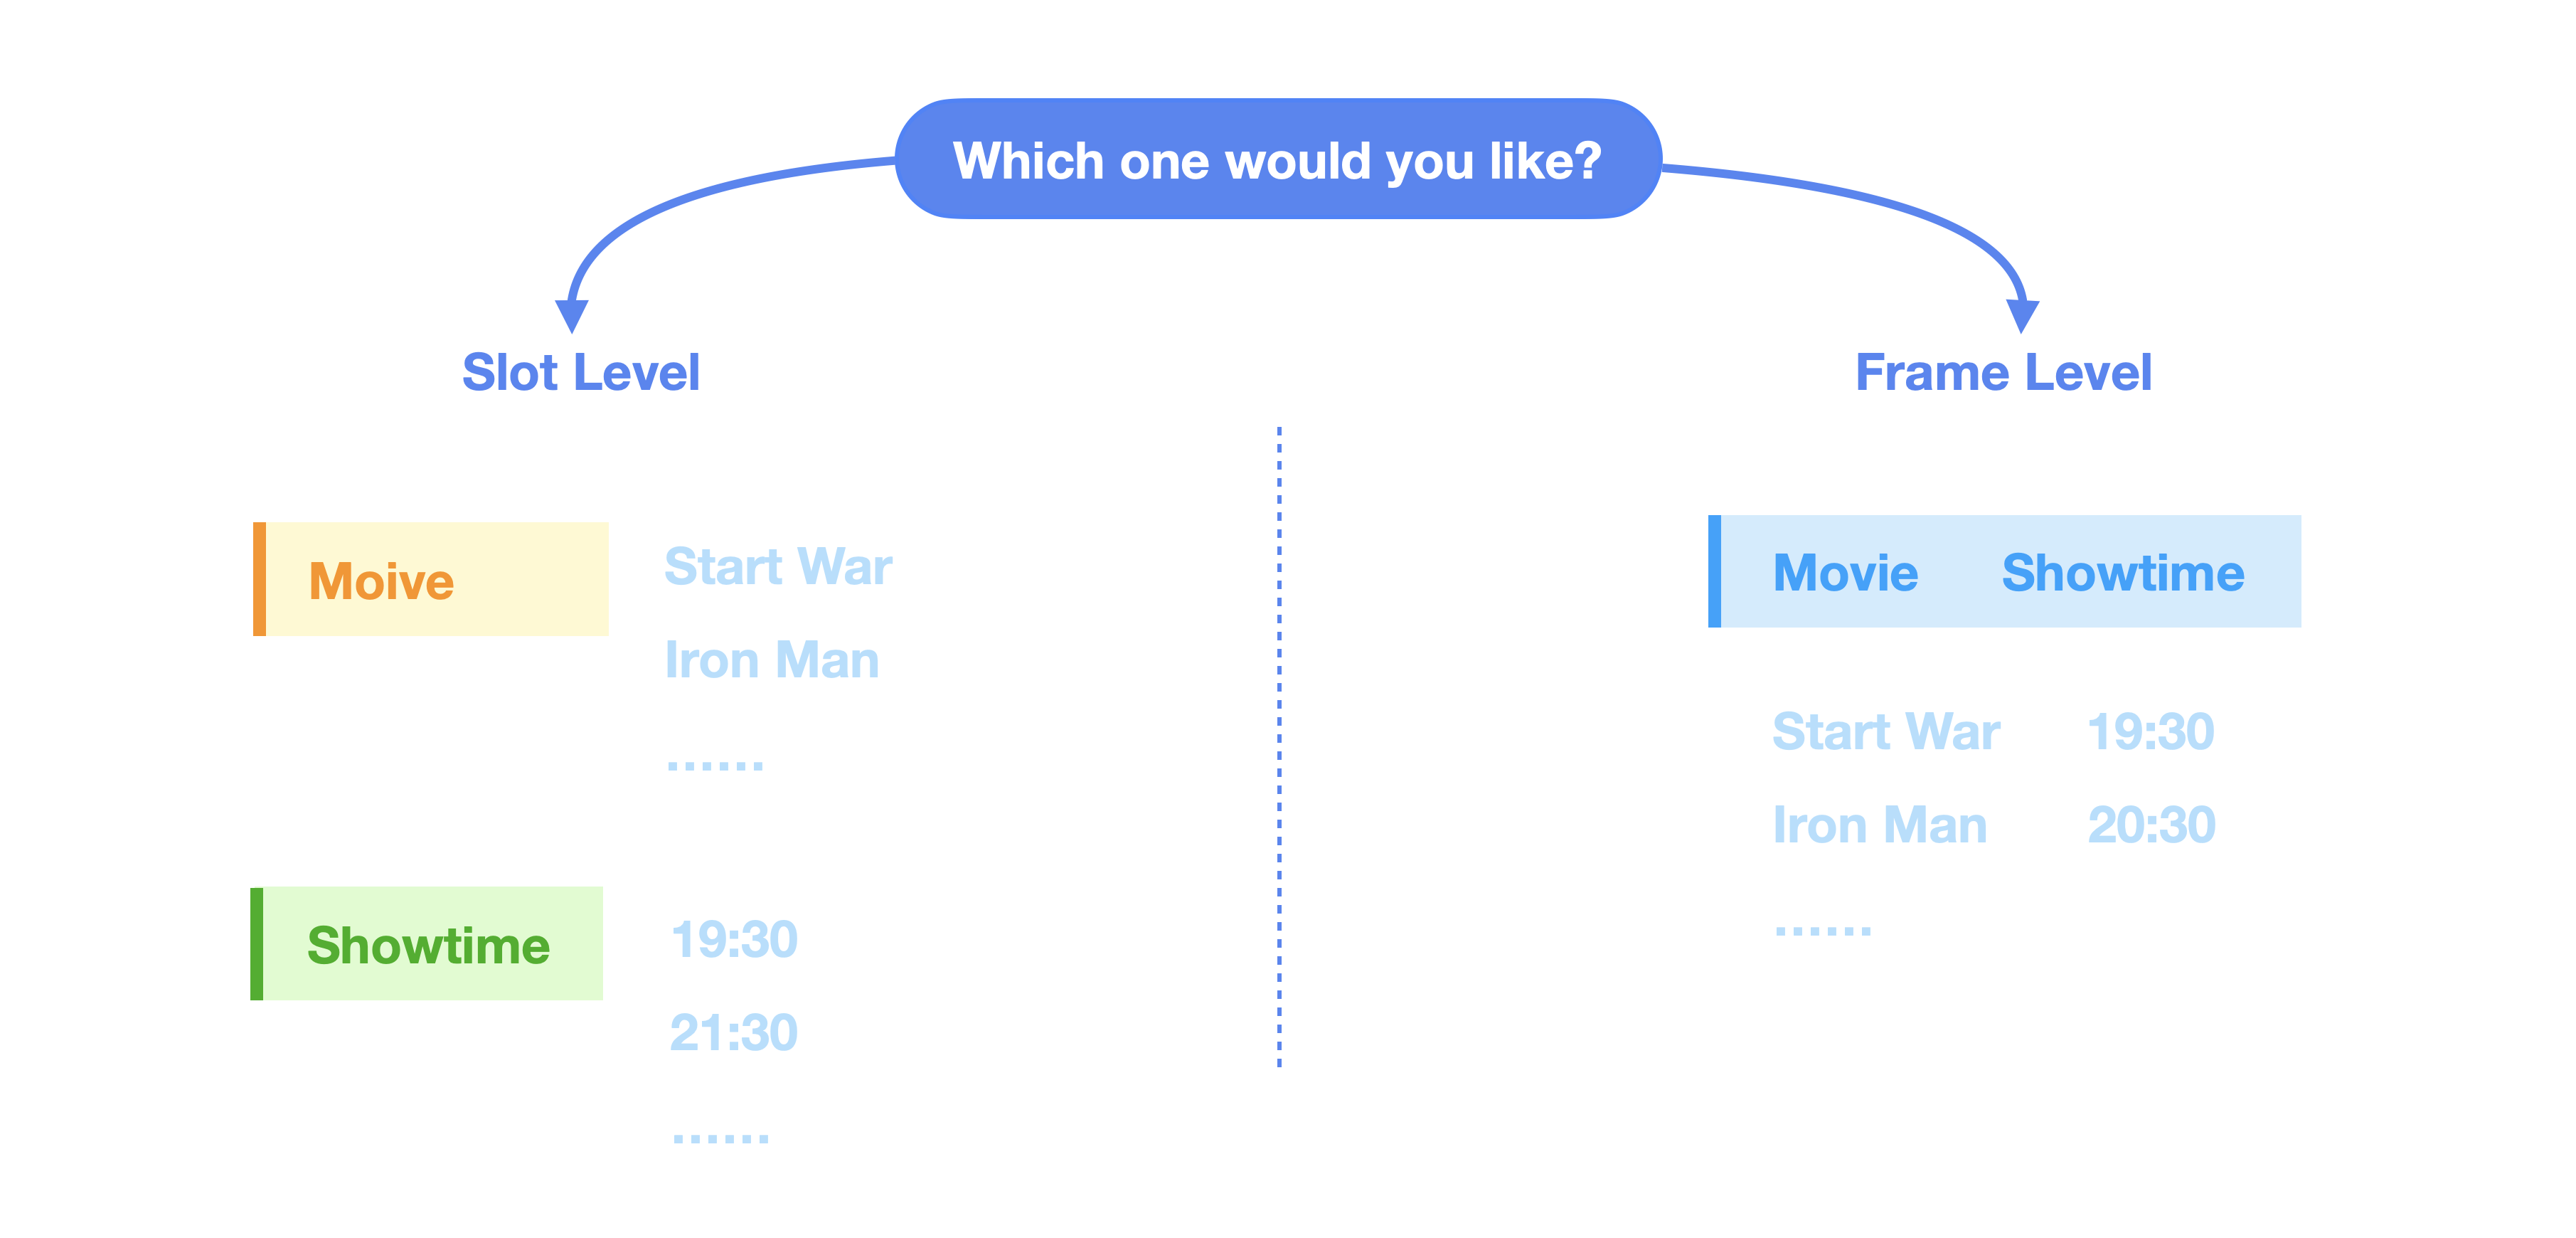 Which one would you like?
Slot Level
Moive
Start War
Iron Man
......
Showtime
19:30
21:30
......
Frame Level
Movie Showtime
Start War 19:30
Iron Man 20:30
......